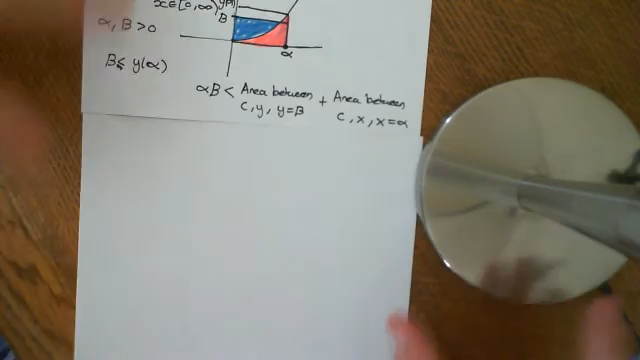 x∈[0,∞) y(α)
B
α, B >0
α
B ≤ y(α)
αB < Area between + Area between
C, y, y=B C, x, x=α